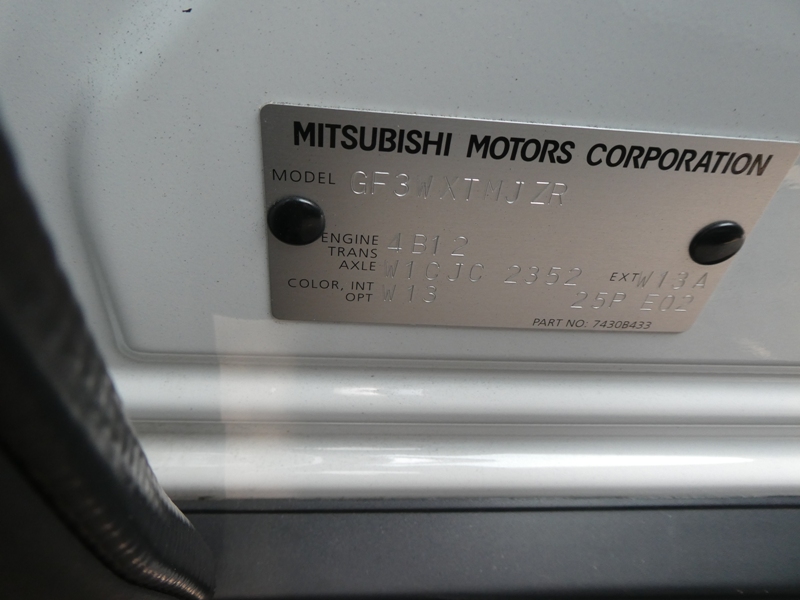 MITSUBISHI MOTORS CORPORATION
MODEL GF3WXTMJZR
ENGINE 4B12
TRANS
AXLE W1CJC 2352 EXT W13A
COLOR, INT W13
OPT 25P E02
PART NO: 7430B433